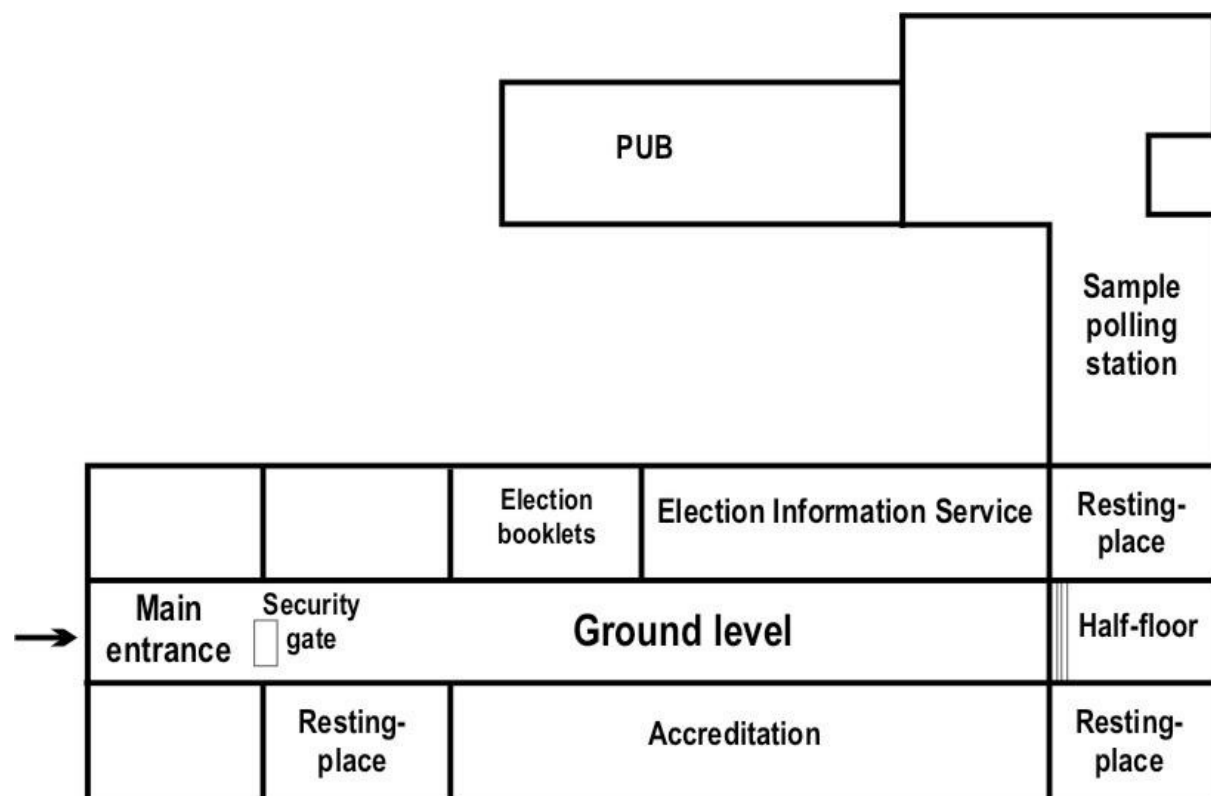 PUB
Sample
polling
station
Election
booklets
Election Information Service
Resting-
place
Main
entrance
Security
gate
Ground level
Half-floor
Resting-
place
Accreditation
Resting-
place